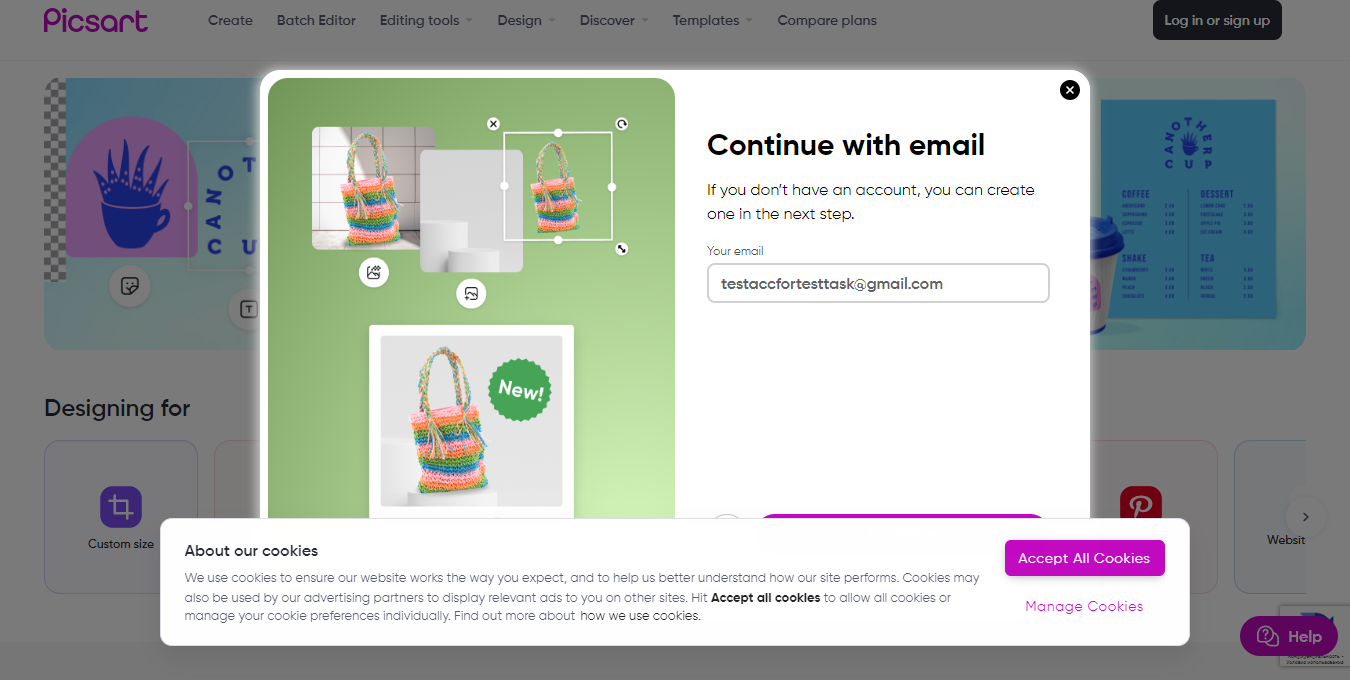 Picsart
Create
Batch Editor
Editing tools
Design
Discover
Templates
Compare plans
Log in or sign up
Continue with email
If you don’t have an account, you can create
one in the next step.
Your email
testaccfortesttask@gmail.com
New!
ANOTHER
CUP
COFFEE
DESSERT
SHAKE
TEA
T
Designing for
Custom size
Websit
About our cookies
We use cookies to ensure our website works the way you expect, and to help us better understand how our site performs. Cookies may
also be used by our advertising partners to display relevant ads to you on other sites. Hit Accept all cookies to allow all cookies or
manage your cookie preferences individually. Find out more about how we use cookies.
Accept All Cookies
Manage Cookies
Help